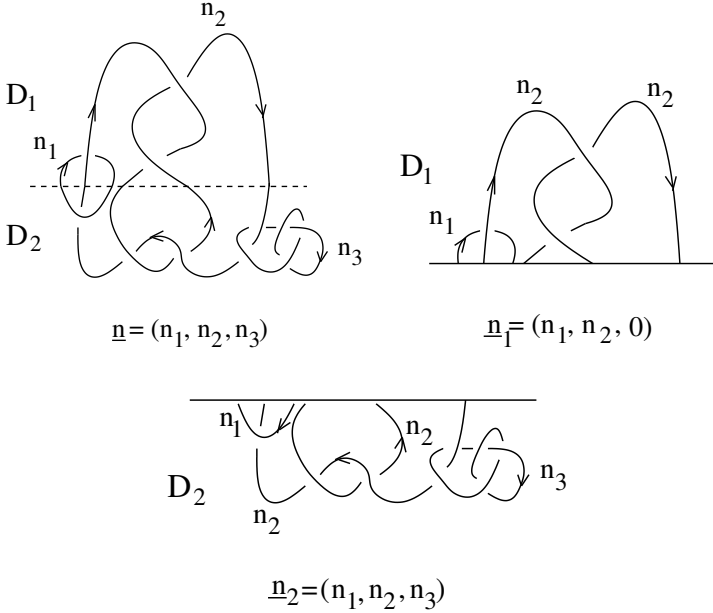 n₂
D₁
n₁
D₂
n₃
n = (n₁, n₂, n₃)
n₂ n₂
D₁
n₁
n₁ = (n₁, n₂, 0)
n₁
n₂
D₂
n₃
n₂
n₂ = (n₁, n₂, n₃)